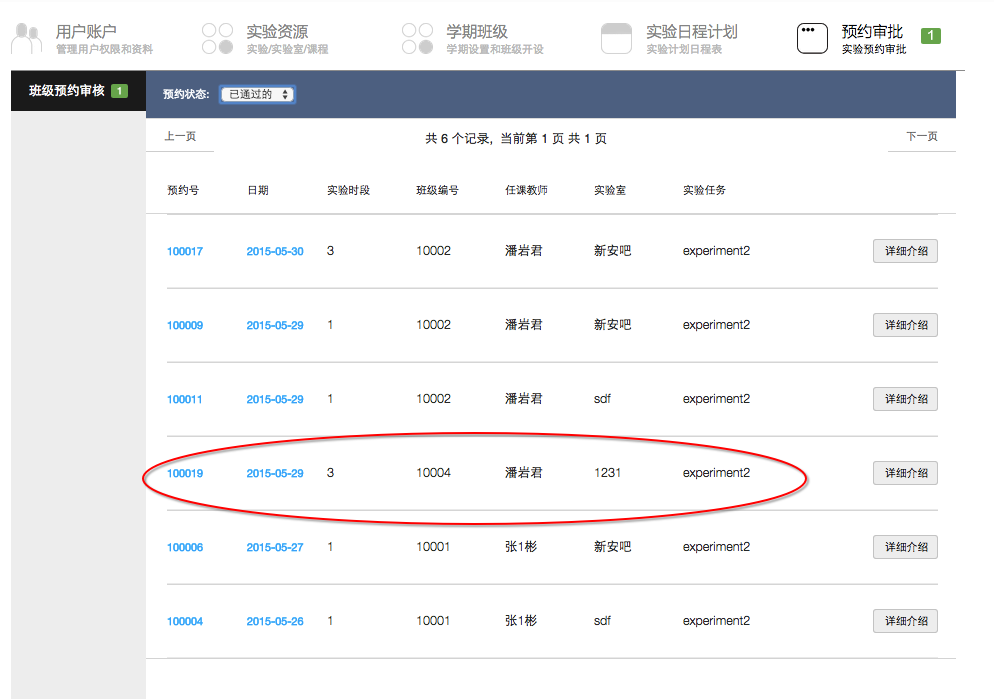 用户账户
管理用户权限和资料
实验资源
实验/实验室/课程
学期班级
学期设置和班级开设
实验日程计划
实验计划日程表
预约审批 1
实验预约审批
班级预约审核 1
预约状态: 已通过的
上一页 共 6 个记录, 当前第 1 页 共 1 页 下一页
预约号 日期 实验时段 班级编号 任课教师 实验室 实验任务
100017 2015-05-30 3 10002 潘岩君 新安吧 experiment2 详细介绍
100009 2015-05-29 1 10002 潘岩君 新安吧 experiment2 详细介绍
100011 2015-05-29 1 10002 潘岩君 sdf experiment2 详细介绍
100019 2015-05-29 3 10004 潘岩君 1231 experiment2 详细介绍
100006 2015-05-27 1 10001 张1彬 新安吧 experiment2 详细介绍
100004 2015-05-26 1 10001 张1彬 sdf experiment2 详细介绍